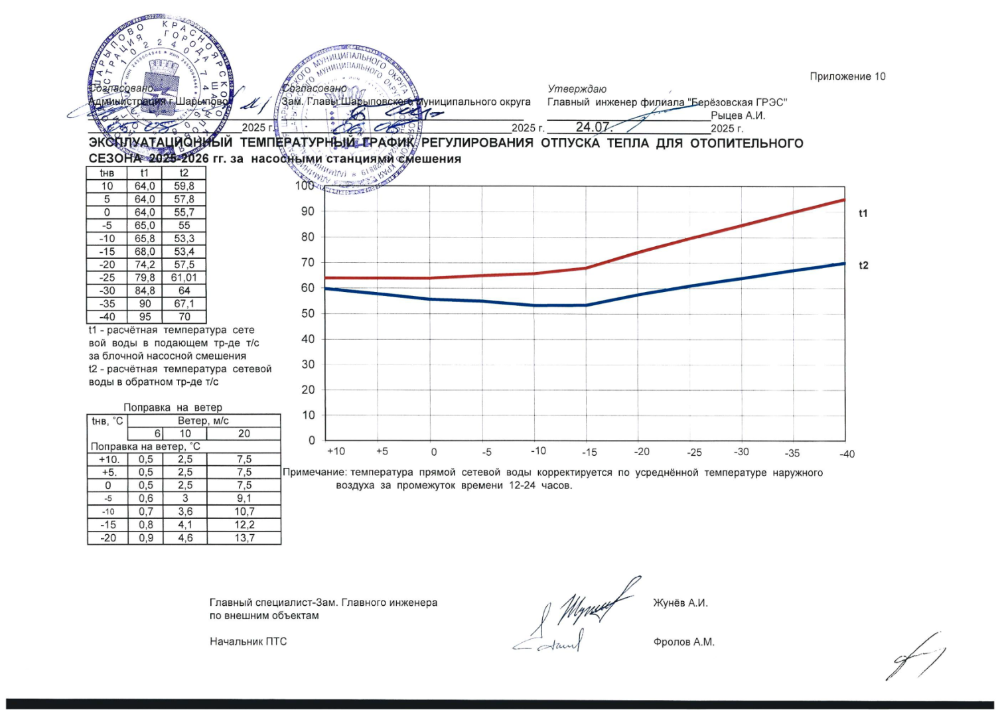 Приложение 10
Согласовано
Администрация г.Шарыпово
2025 г.
Согласовано
Зам. Главы Шарыповского муниципального округа
2025 г.
Утверждаю
Главный инженер филиала "Берёзовская ГРЭС"
Рыцев А.И.
24.07. 2025 г.
ЭКСПЛУАТАЦИОННЫЙ ТЕМПЕРАТУРНЫЙ ГРАФИК РЕГУЛИРОВАНИЯ ОТПУСКА ТЕПЛА ДЛЯ ОТОПИТЕЛЬНОГО
СЕЗОНА 2025-2026 гг. за насосными станциями смешения
tнв t1 t2
10 64,0 59,8
5 64,0 57,8
0 64,0 55,7
-5 65,0 55
-10 65,8 53,3
-15 68,0 53,4
-20 74,2 57,5
-25 79,8 61,01
-30 84,8 64
-35 90 67,1
-40 95 70
t1 - расчётная температура сете
вой воды в подающем тр-де т/с
за блочной насосной смешения
t2 - расчётная температура сетевой
воды в обратном тр-де т/с
100
90
80
70
60
50
40
30
20
10
0
+10 +5 0 -5 -10 -15 -20 -25 -30 -35 -40
t1
t2
Поправка на ветер
tнв, °С Ветер, м/с
6 10 20
Поправка на ветер, °С
+10. 0,5 2,5 7,5
+5. 0,5 2,5 7,5
0 0,5 2,5 7,5
-5 0,6 3 9,1
-10 0,7 3,6 10,7
-15 0,8 4,1 12,2
-20 0,9 4,6 13,7
Примечание: температура прямой сетевой воды корректируется по усреднённой температуре наружного
воздуха за промежуток времени 12-24 часов.
Главный специалист-Зам. Главного инженера
по внешним объектам
Жунёв А.И.
Начальник ПТС
Фролов А.М.